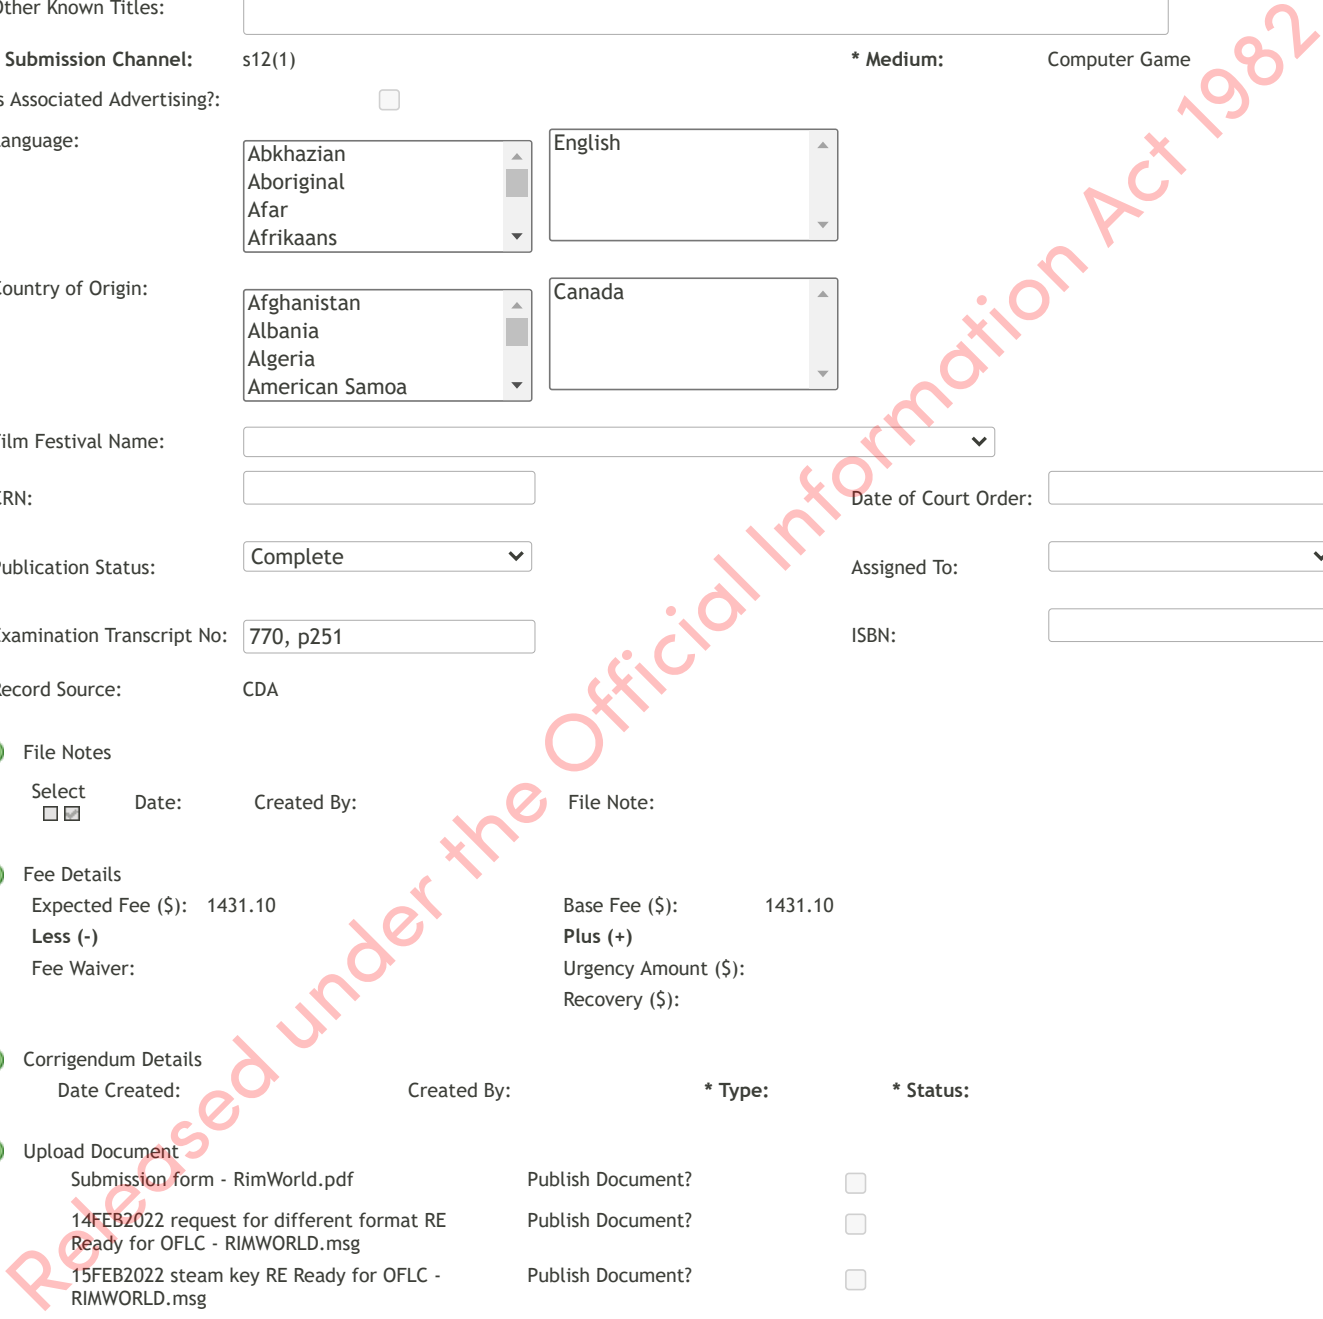 Other Known Titles:
Submission Channel: s12(1) * Medium: Computer Game
s Associated Advertising?:
Language:
Abkhazian
Aboriginal
Afar
Afrikaans
English
Country of Origin:
Afghanistan
Albania
Algeria
American Samoa
Canada
Film Festival Name:
CRN: Date of Court Order:
Publication Status: Complete Assigned To:
Examination Transcript No: 770, p251 ISBN:
Record Source: CDA
File Notes
Select Date: Created By: File Note:
Fee Details
Expected Fee ($): 1431.10 Base Fee ($): 1431.10
Less (-) Plus (+)
Fee Waiver: Urgency Amount ($):
Recovery ($):
Corrigendum Details
Date Created: Created By: * Type: * Status:
Upload Document
Submission form - RimWorld.pdf Publish Document?
14FEB2022 request for different format RE Publish Document?
Ready for OFLC - RIMWORLD.msg
15FEB2022 steam key RE Ready for OFLC - Publish Document?
RIMWORLD.msg
Released under the Official Information Act 1982